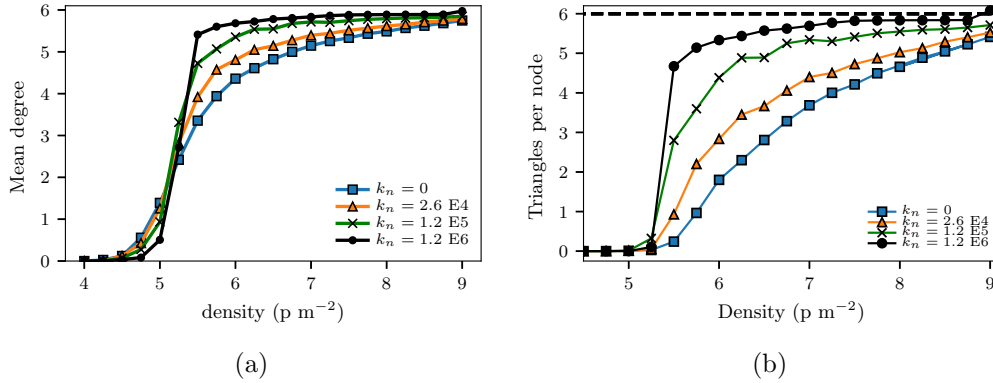 Mean degree
6
5
4
3
2
1
0
4 5 6 7 8 9
density (p m⁻²)
kₙ = 0
kₙ = 2.6 E4
kₙ = 1.2 E5
kₙ = 1.2 E6
(a)
Triangles per node
6
5
4
3
2
1
0
5 6 7 8 9
Density (p m⁻²)
kₙ = 0
kₙ = 2.6 E4
kₙ = 1.2 E5
kₙ = 1.2 E6
(b)